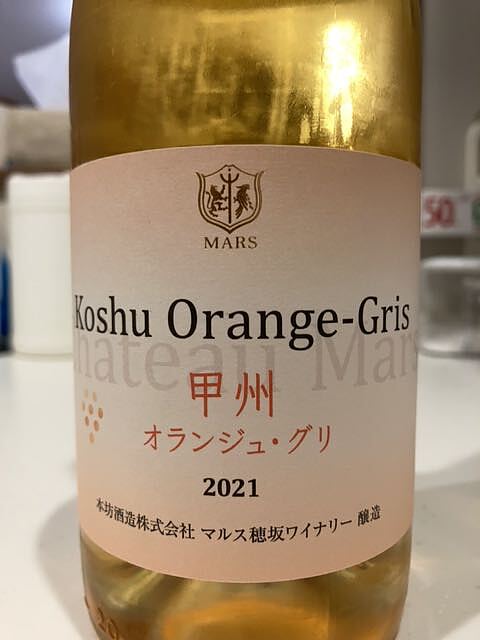 MARS
Koshu Orange-Gris
Chateau Mars
甲州
オランジュ・グリ
2021
本坊酒造株式会社 マルス穂坂ワイナリー 醸造
50